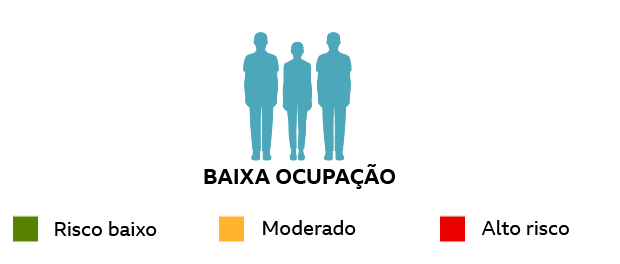 BAIXA OCUPAÇÃO
Risco baixo Moderado Alto risco